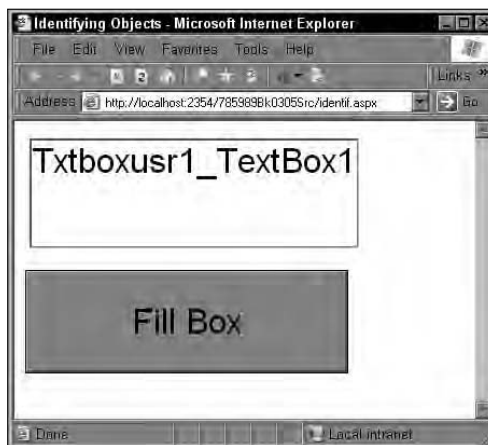 Identifying Objects - Microsoft Internet Explorer
File Edit View Favorites Tools Help
Links »
Address http://localhost:2354/785989Bk0305Src/identif.aspx Go
Txtboxusr1_TextBox1
Fill Box
Done Local intranet